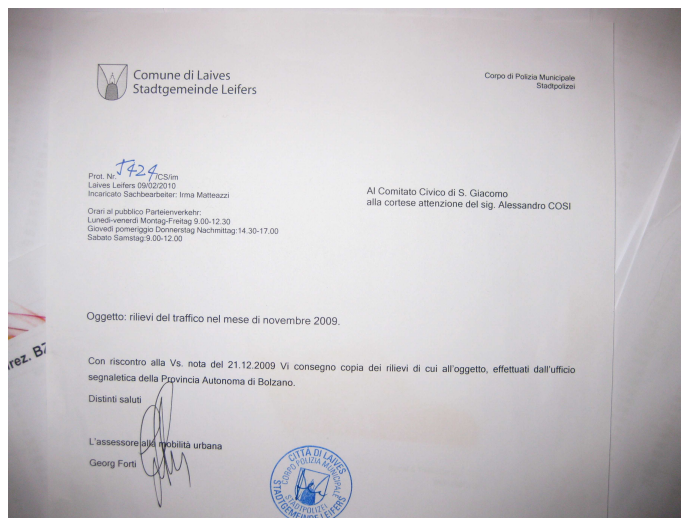 Comune di Laives
Stadtgemeinde Leifers
Corpo di Polizia Municipale
Stadtpolizei
Prot. Nr. 5424/CS/im
Laives Leifers 09/02/2010
Incaricato Sachbearbeiter: Irma Matteazzi
Orari al pubblico Parteienverkehr:
Lunedì-venerdì Montag-Freitag 9.00-12.30
Giovedì pomeriggio Donnerstag Nachmittag:14.30-17.00
Sabato Samstag:9.00-12.00
Al Comitato Civico di S. Giacomo
alla cortese attenzione del sig. Alessandro COSI
Oggetto: rilievi del traffico nel mese di novembre 2009.
rez. BZ
Con riscontro alla Vs. nota del 21.12.2009 Vi consegno copia dei rilievi di cui all'oggetto, effettuati dall'ufficio
segnaletica della Provincia Autonoma di Bolzano.
Distinti saluti
L'assessore alla mobilità urbana
Georg Forti
CITTÀ DI LAIVES
CORPO POLIZIA MUNICIPALE
STADTPOLIZEI
STADTGEMEINDE LEIFERS